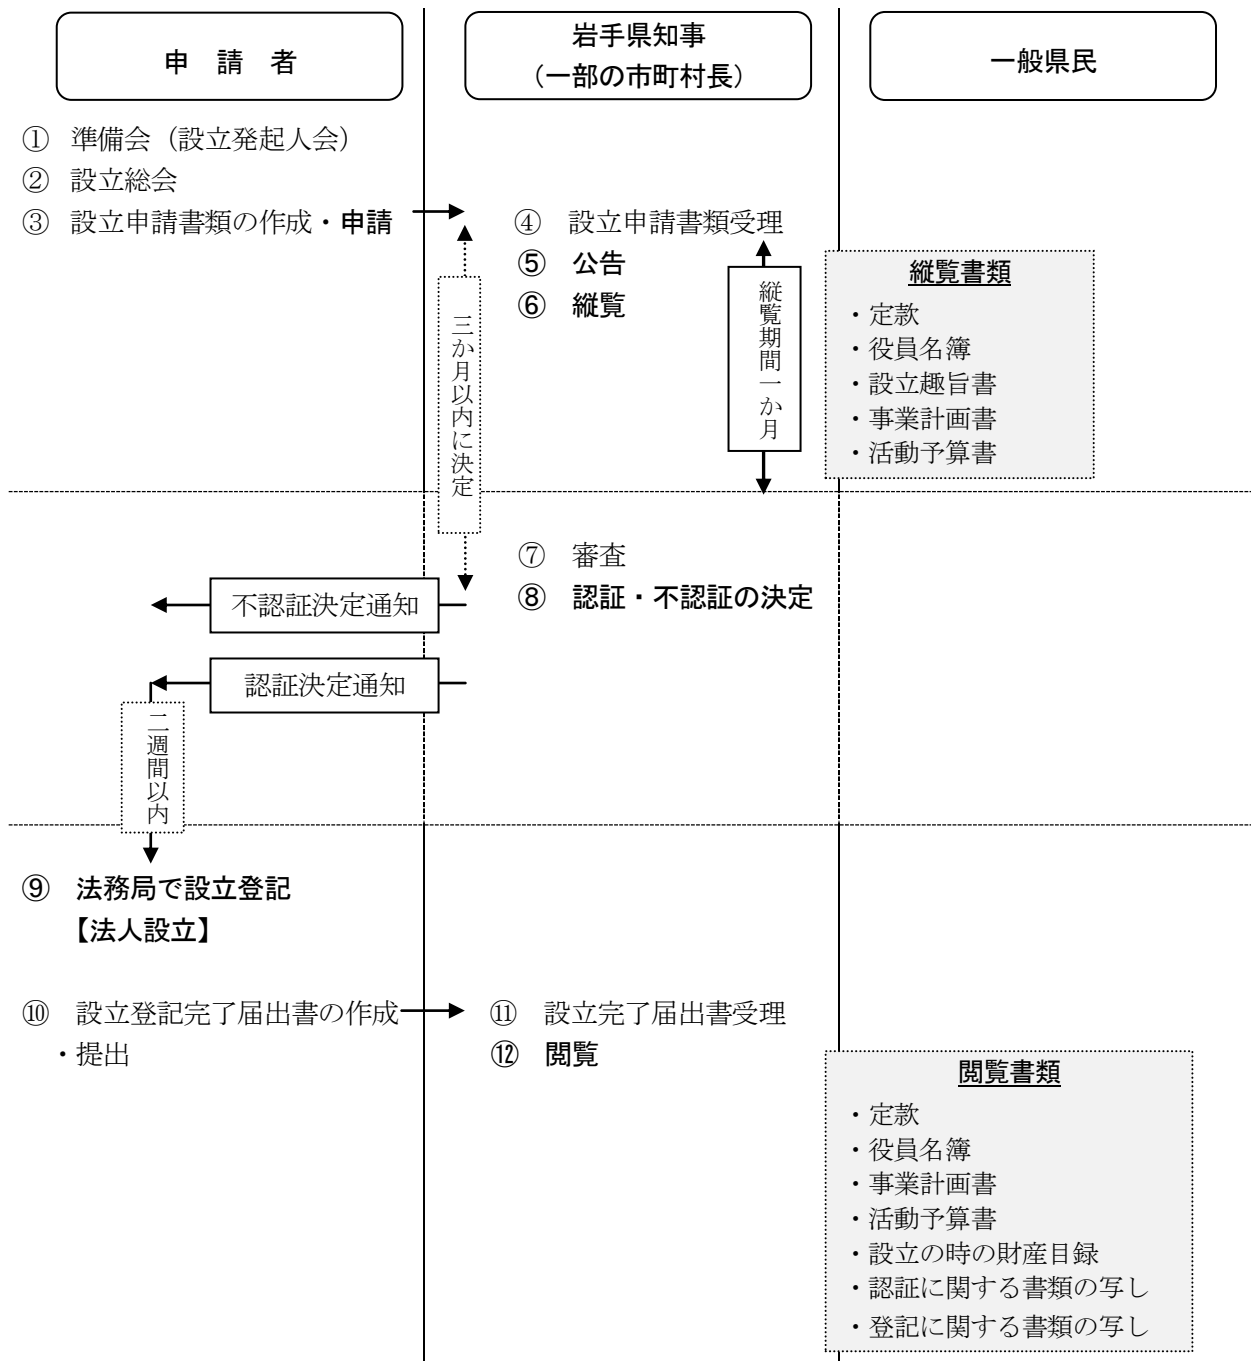 申　請　者
岩手県知事
（一部の市町村長）
一般県民
①　準備会（設立発起人会）
②　設立総会
③　設立申請書類の作成・申請
④　設立申請書類受理
⑤　公告
⑥　縦覧
三か月以内に決定
縦覧期間一か月
縦覧書類
・定款
・役員名簿
・設立趣旨書
・事業計画書
・活動予算書
⑦　審査
⑧　認証・不認証の決定
不認証決定通知
認証決定通知
二週間以内
⑨　法務局で設立登記
【法人設立】
⑩　設立登記完了届出書の作成
・提出
⑪　設立完了届出書受理
⑫　閲覧
閲覧書類
・定款
・役員名簿
・事業計画書
・活動予算書
・設立の時の財産目録
・認証に関する書類の写し
・登記に関する書類の写し